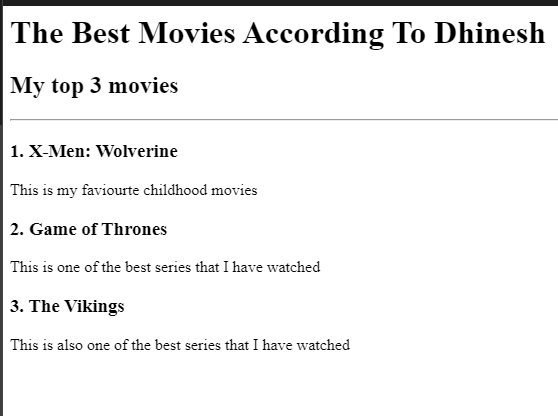 The Best Movies According To Dhinesh
My top 3 movies
1. X-Men: Wolverine
This is my faviourte childhood movies
2. Game of Thrones
This is one of the best series that I have watched
3. The Vikings
This is also one of the best series that I have watched